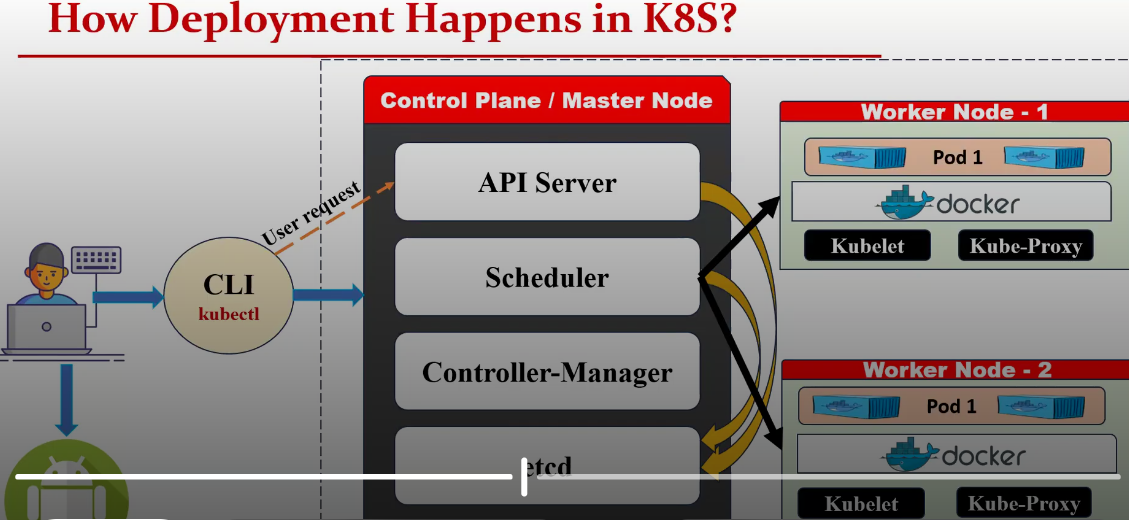 How Deployment Happens in K8S?
Control Plane / Master Node
API Server
Scheduler
Controller-Manager
etcd
User request
CLI
kubectl
Worker Node - 1
Pod 1
docker
Kubelet
Kube-Proxy
Worker Node - 2
Pod 1
docker
Kubelet
Kube-Proxy